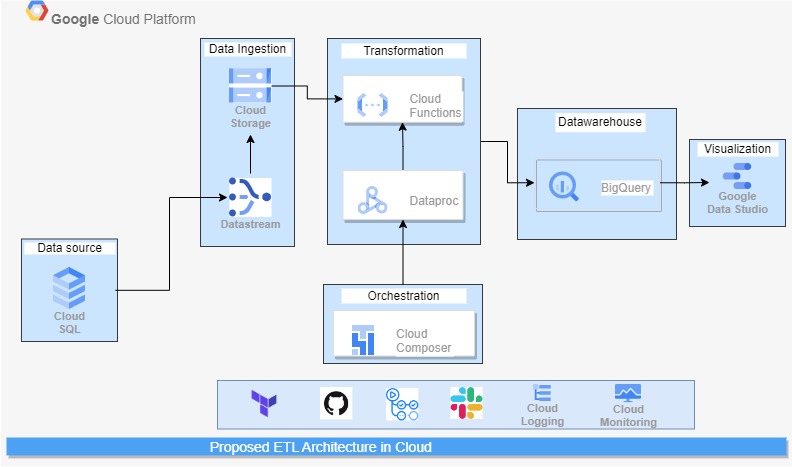 Google Cloud Platform
Data Ingestion
Cloud
Storage
Datastream
Transformation
Cloud
Functions
Dataproc
Datawarehouse
BigQuery
Visualization
Google
Data Studio
Data source
Cloud
SQL
Orchestration
Cloud
Composer
Cloud
Logging
Cloud
Monitoring
Proposed ETL Architecture in Cloud